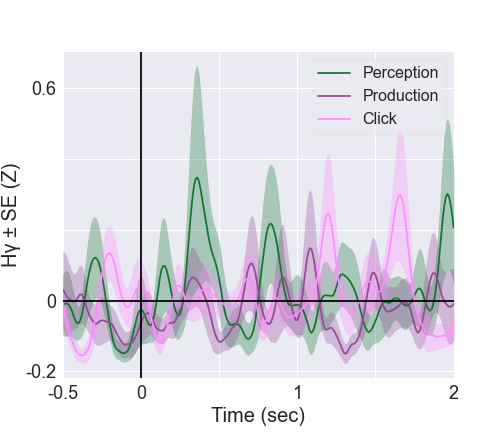 Perception
Production
Click
Hγ ± SE (Z)
0.6
0
-0.2
-0.5
0
1
2
Time (sec)